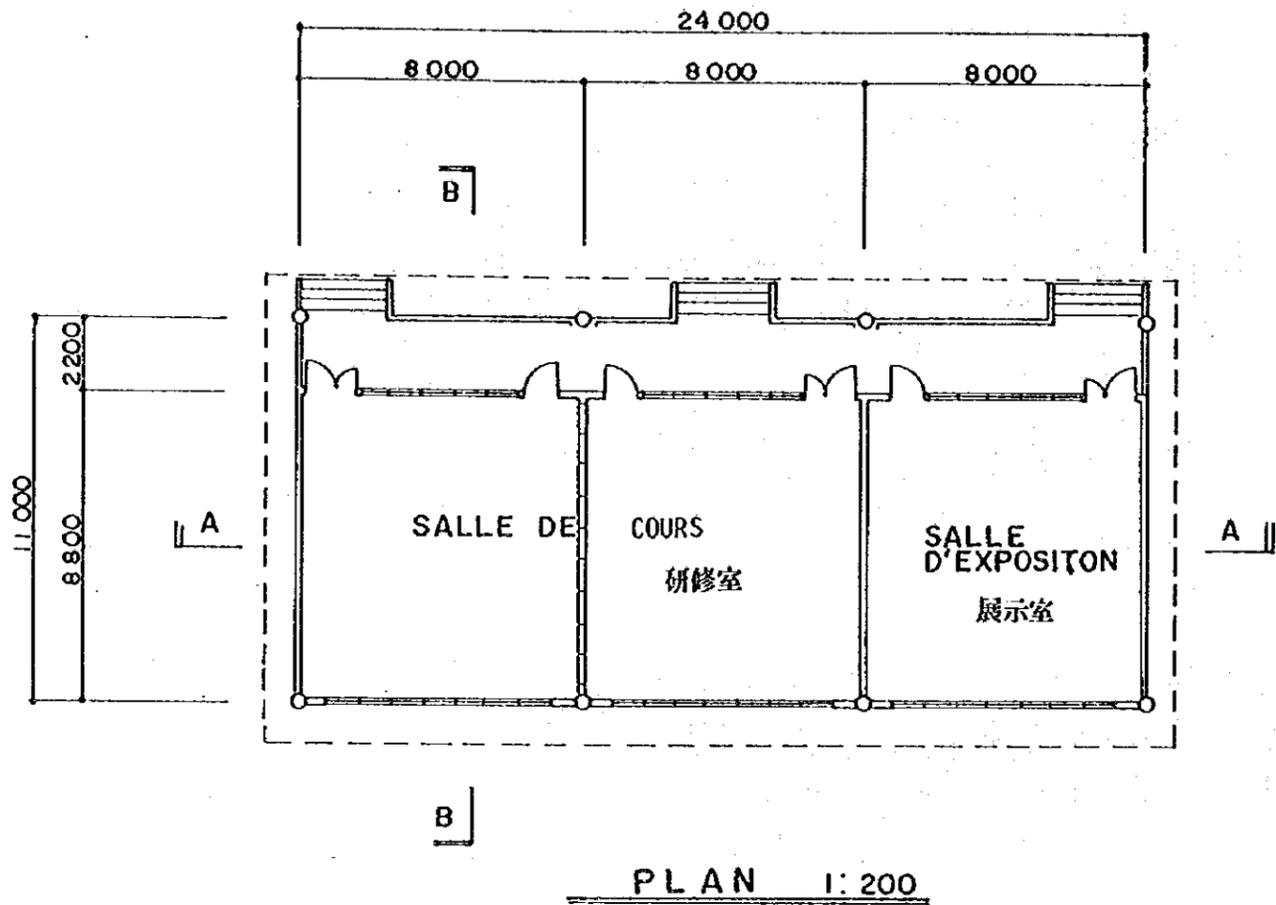 24 000
8 000
8 000
8 000
B
2200
11 000
8 800
A
SALLE DE COURS
研修室
SALLE
D'EXPOSITON
展示室
A
B
PLAN 1:200